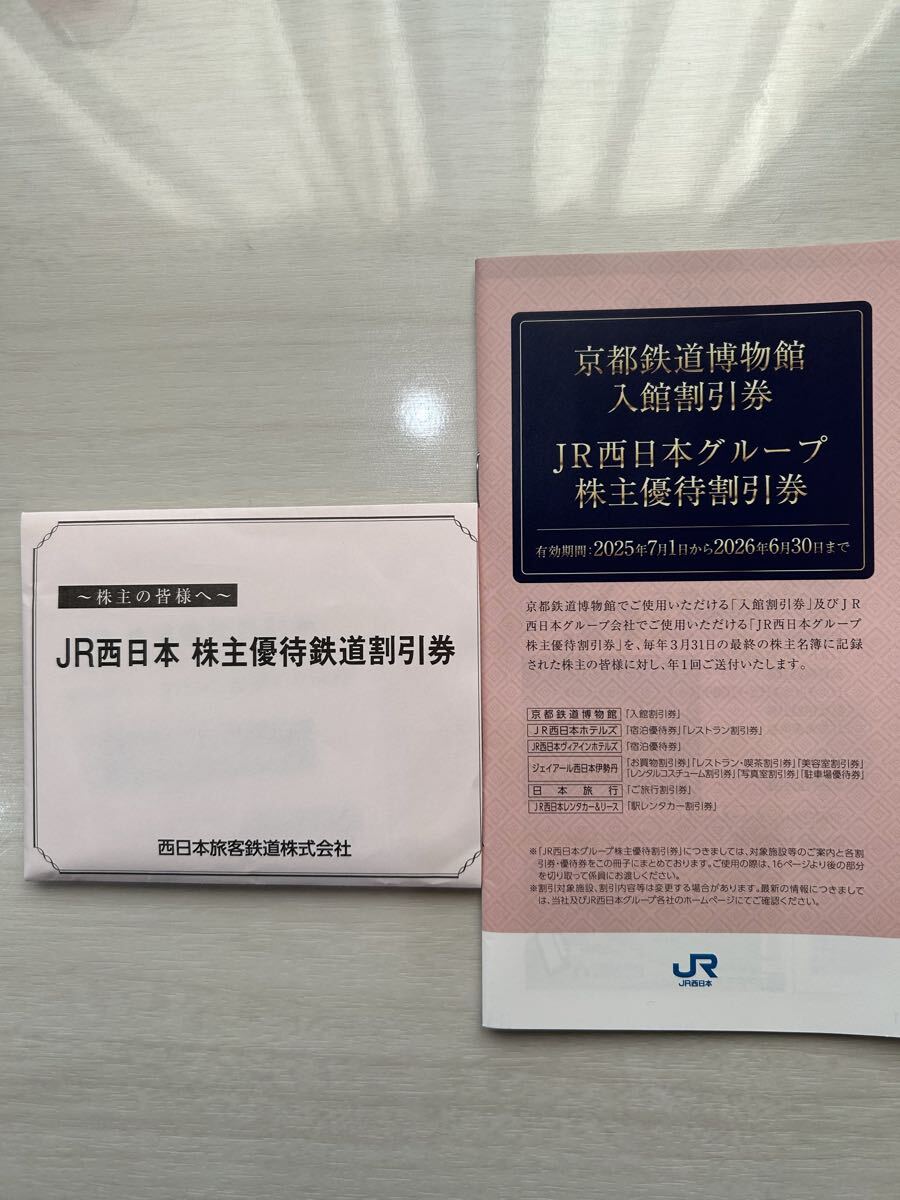 ～株主の皆様へ～
JR西日本 株主優待鉄道割引券
西日本旅客鉄道株式会社
京都鉄道博物館
入館割引券
JR西日本グループ
株主優待割引券
有効期間：2025年7月1日から2026年6月30日まで
京都鉄道博物館でご使用いただける「入館割引券」及びJR
西日本グループ会社でご使用いただける「JR西日本グループ
株主優待割引券」を、毎年3月31日の最終の株主名簿に記録
された株主の皆様に対し、年1回ご送付いたします。
京都鉄道博物館 「入館割引券」
JR西日本ホテルズ 「宿泊優待券」「レストラン割引券」
JR西日本ヴィアインホテルズ 「宿泊優待券」
ジェイアール西日本伊勢丹 「お買物割引券」「レストラン・喫茶割引券」「美容室割引券」
「レンタルコスチューム割引券」「写真室割引券」「駐車場優待券」
日本旅行 「ご旅行割引券」
JR西日本レンタカー&リース 「駅レンタカー割引券」
※「JR西日本グループ株主優待割引券」につきましては、対象施設等のご案内と各割
引券・優待券をこの冊子にまとめております。ご使用の際は、16ページより後の部分
を切り取って係員にお渡しください。
※割引対象施設、割引内容等は変更する場合があります。最新の情報につきまして
は、当社及びJR西日本グループ各社のホームページにてご確認ください。
JR
JR西日本